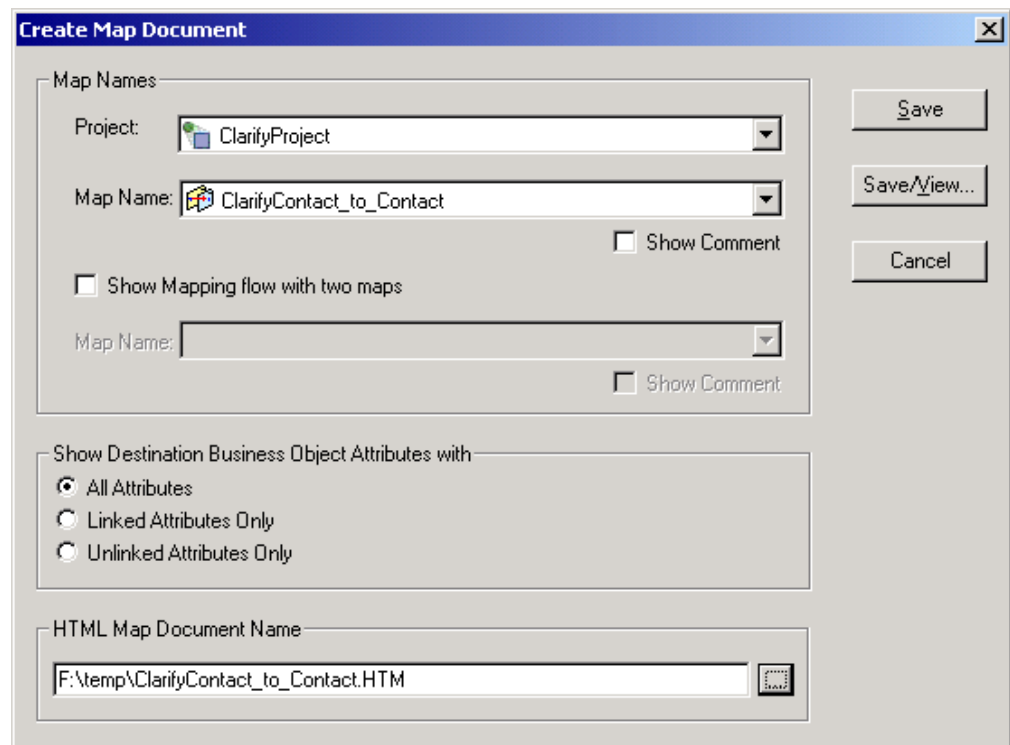 Create Map Document
Map Names
Project:
ClarifyProject
Save
Map Name:
ClarifyContact_to_Contact
Save/View...
Show Comment
Cancel
Show Mapping flow with two maps
Map Name:
Show Comment
Show Destination Business Object Attributes with
All Attributes
Linked Attributes Only
Unlinked Attributes Only
HTML Map Document Name
F:\temp\ClarifyContact_to_Contact.HTM
...